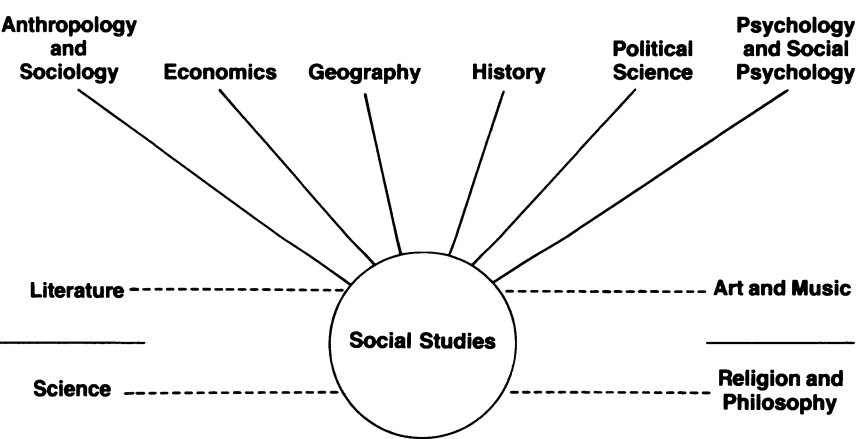 Anthropology
and
Sociology
Economics
Geography
History
Political
Science
Psychology
and Social
Psychology
Literature
Art and Music
Social Studies
Science
Religion and
Philosophy